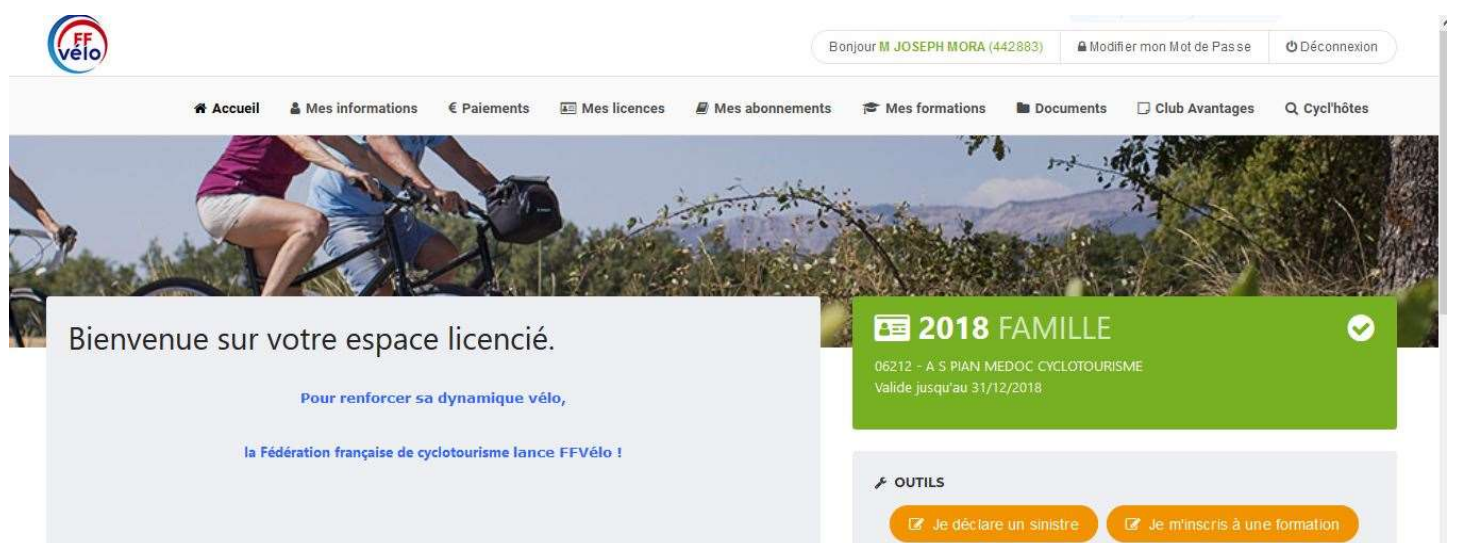 FF
vélo
Bonjour M JOSEPH MORA (442883) Modifier mon Mot de Passe Déconnexion
Accueil Mes informations € Paiements Mes licences Mes abonnements Mes formations Documents Club Avantages Cycl'hôtes
Bienvenue sur votre espace licencié.
Pour renforcer sa dynamique vélo,
la Fédération française de cyclotourisme lance FFVélo !
2018 FAMILLE
06212 - A S PIAN MEDOC CYCLOTOURISME
Valide jusqu'au 31/12/2018
OUTILS
Je déclare un sinistre Je m'inscris à une formation